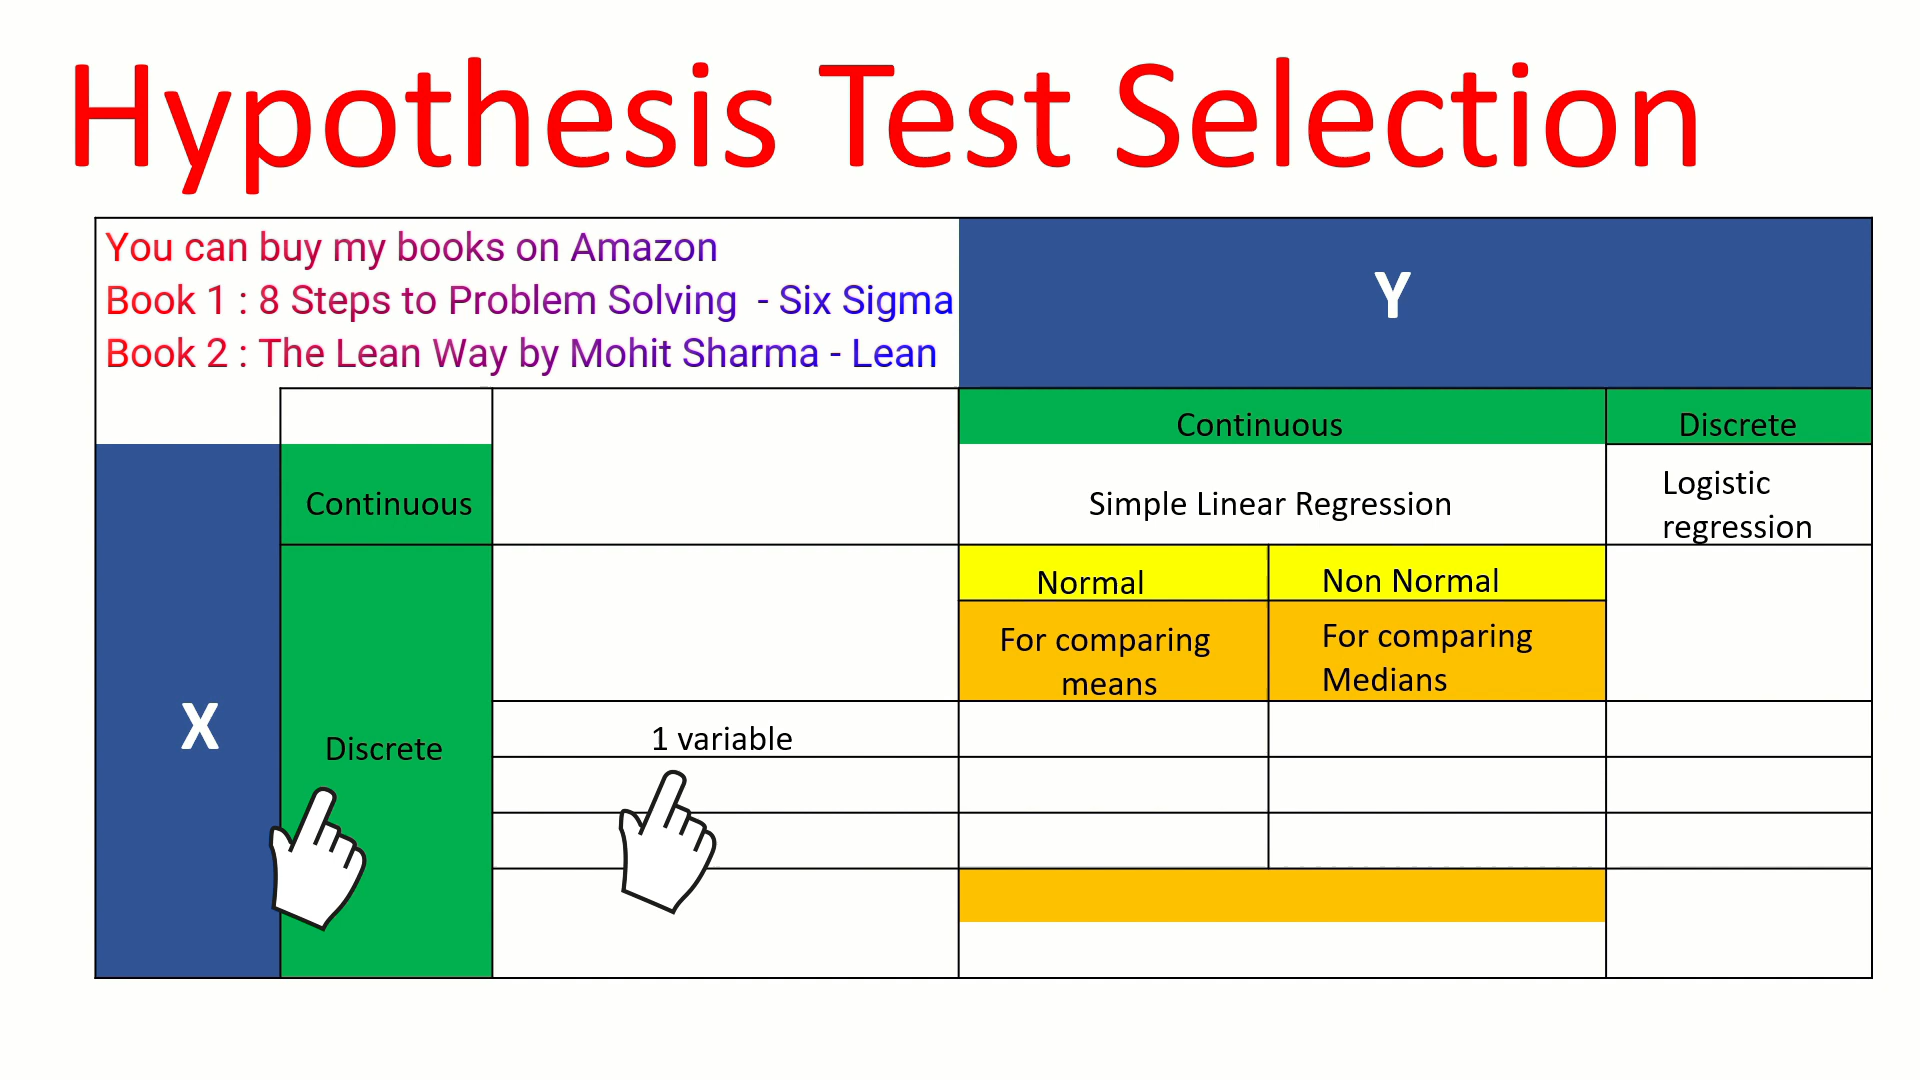 Hypothesis Test Selection
You can buy my books on Amazon
Book 1 : 8 Steps to Problem Solving - Six Sigma
Book 2 : The Lean Way by Mohit Sharma - Lean
Y
Continuous
Discrete
X
Continuous
Simple Linear Regression
Logistic
regression
Discrete
Normal
Non Normal
For comparing
means
For comparing
Medians
1 variable